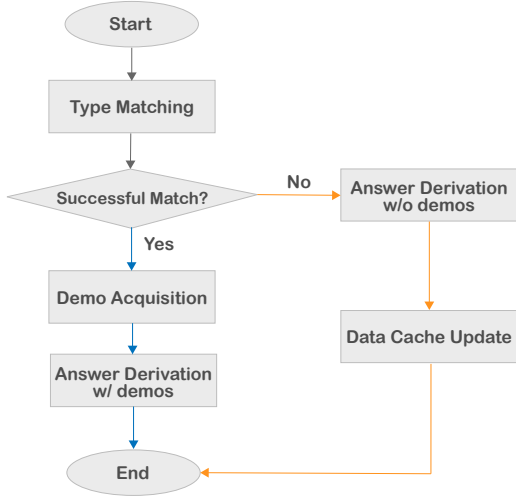 Start
Type Matching
Successful Match?
No
Answer Derivation
w/o demos
Yes
Demo Acquisition
Data Cache Update
Answer Derivation
w/ demos
End